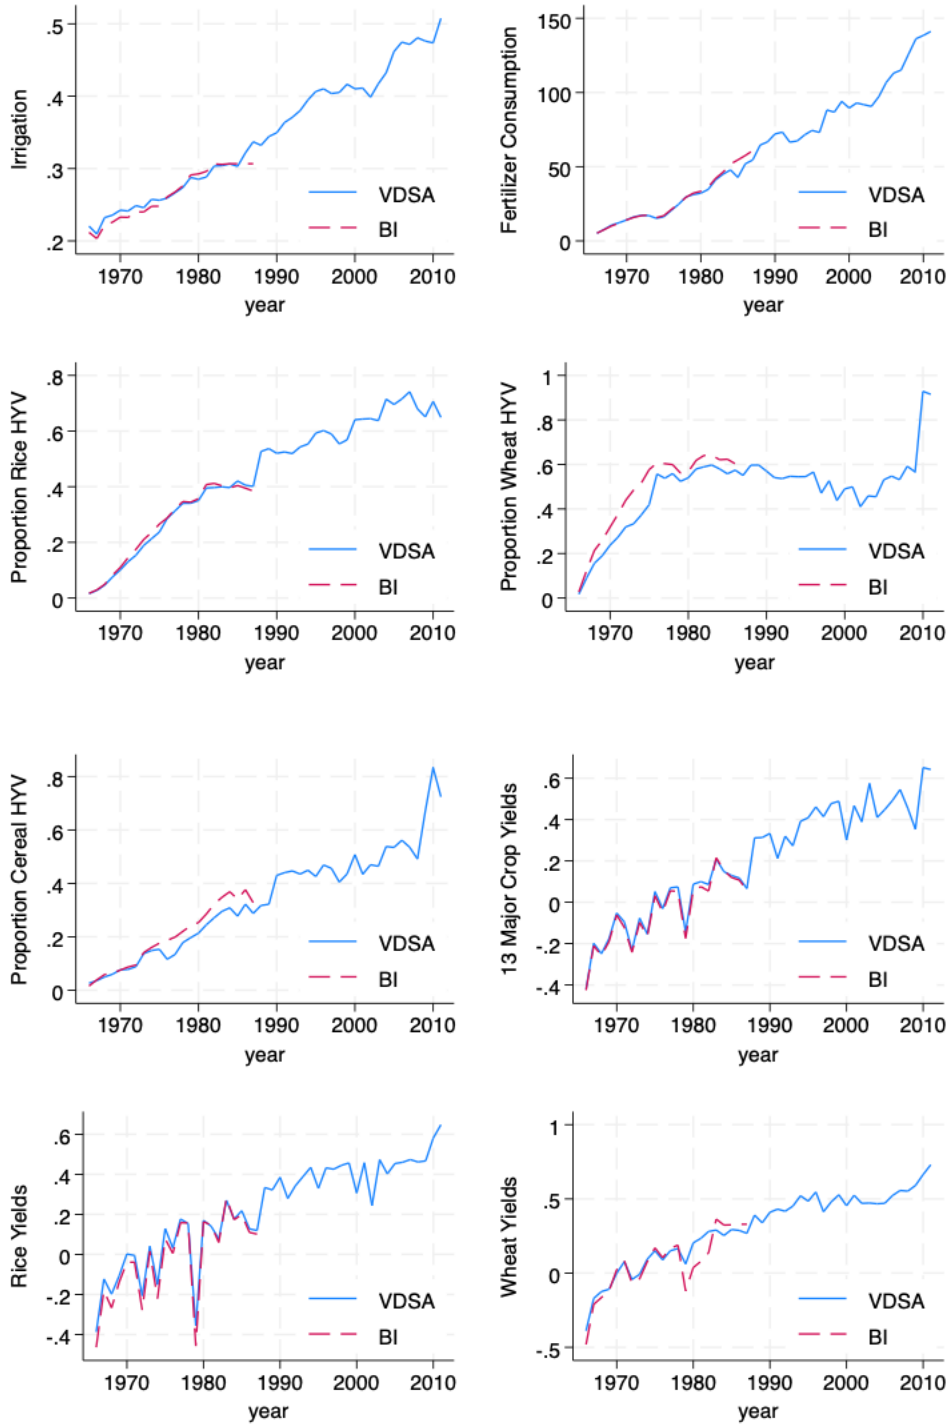 Irrigation
.5
.4
.3
.2
VDSA
BI
1970 1980 1990 2000 2010
year
Fertilizer Consumption
150
100
50
0
VDSA
BI
1970 1980 1990 2000 2010
year
Proportion Rice HYV
.8
.6
.4
.2
0
VDSA
BI
1970 1980 1990 2000 2010
year
Proportion Wheat HYV
1
.8
.6
.4
.2
0
VDSA
BI
1970 1980 1990 2000 2010
year
Proportion Cereal HYV
.8
.6
.4
.2
0
VDSA
BI
1970 1980 1990 2000 2010
year
13 Major Crop Yields
.6
.4
.2
0
-.2
-.4
VDSA
BI
1970 1980 1990 2000 2010
year
Rice Yields
.6
.4
.2
0
-.2
-.4
VDSA
BI
1970 1980 1990 2000 2010
year
Wheat Yields
1
.5
0
-.5
VDSA
BI
1970 1980 1990 2000 2010
year